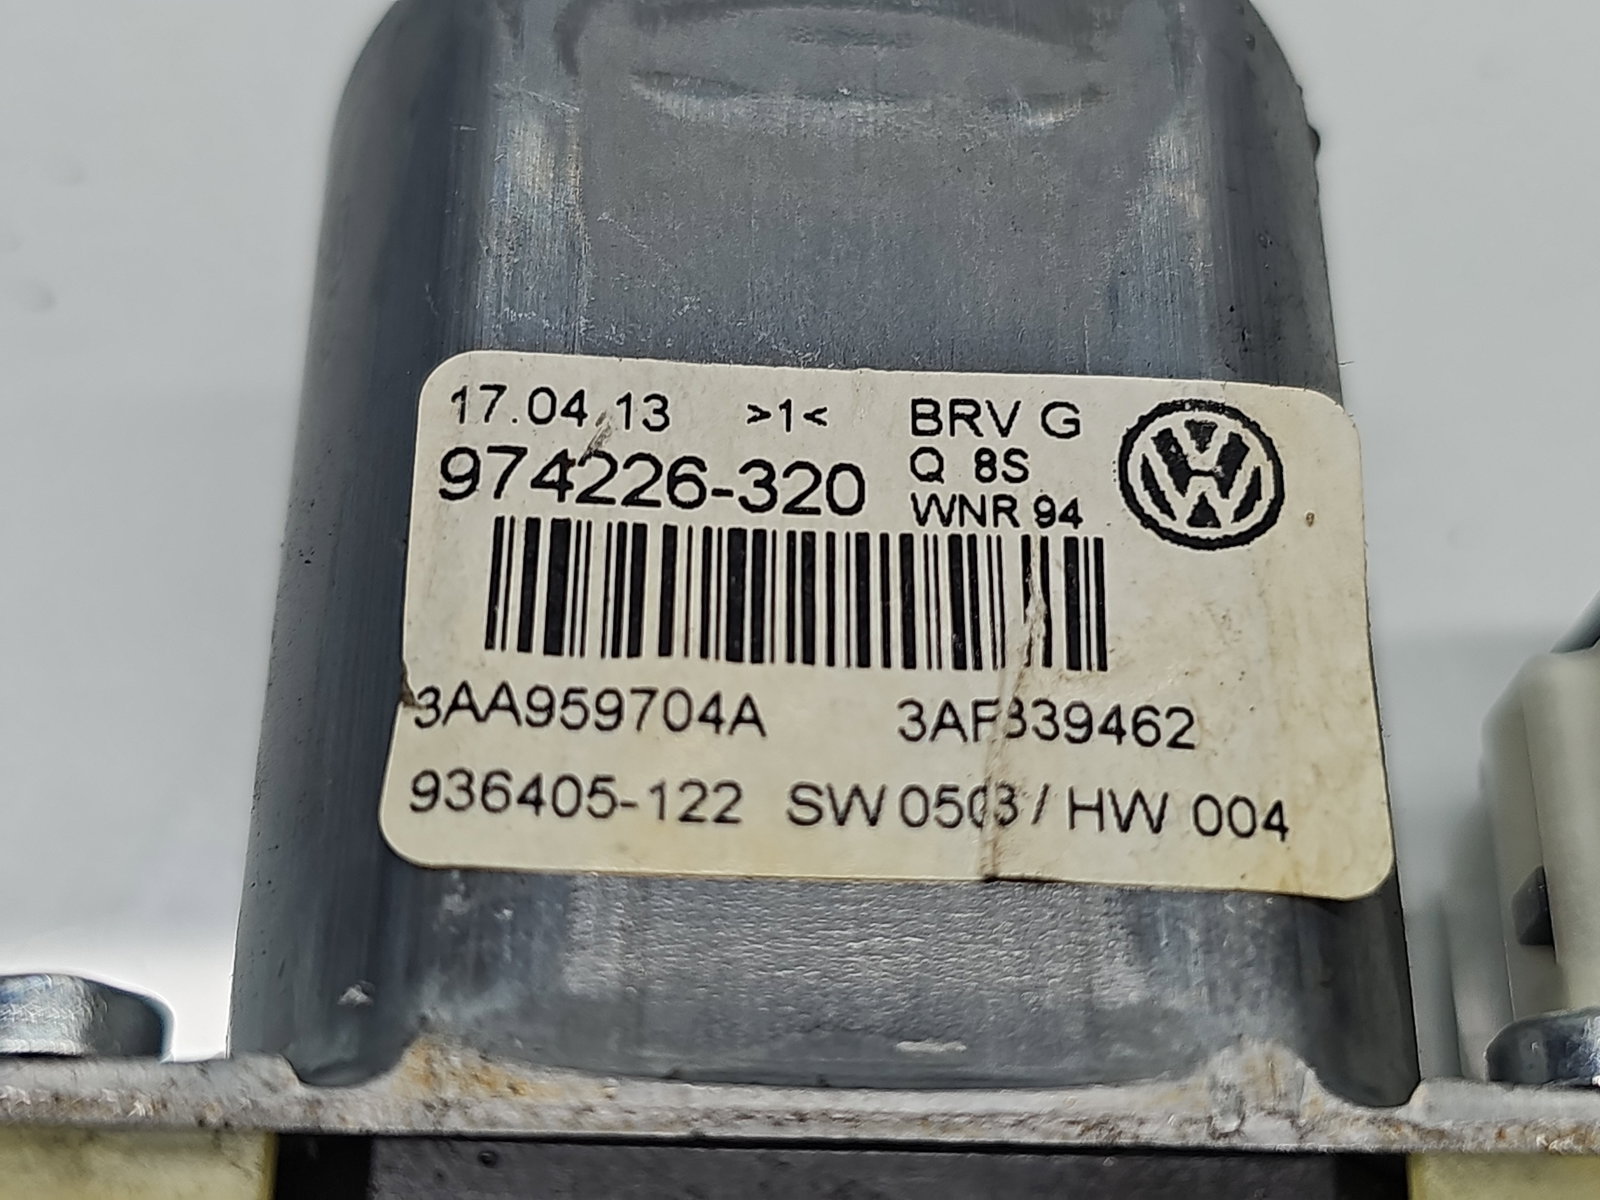 17.04.13 >1< BRV G
974226-320 Q 8S
WNR 94
3AA959704A 3AF839462
936405-122 SW 0503 / HW 004